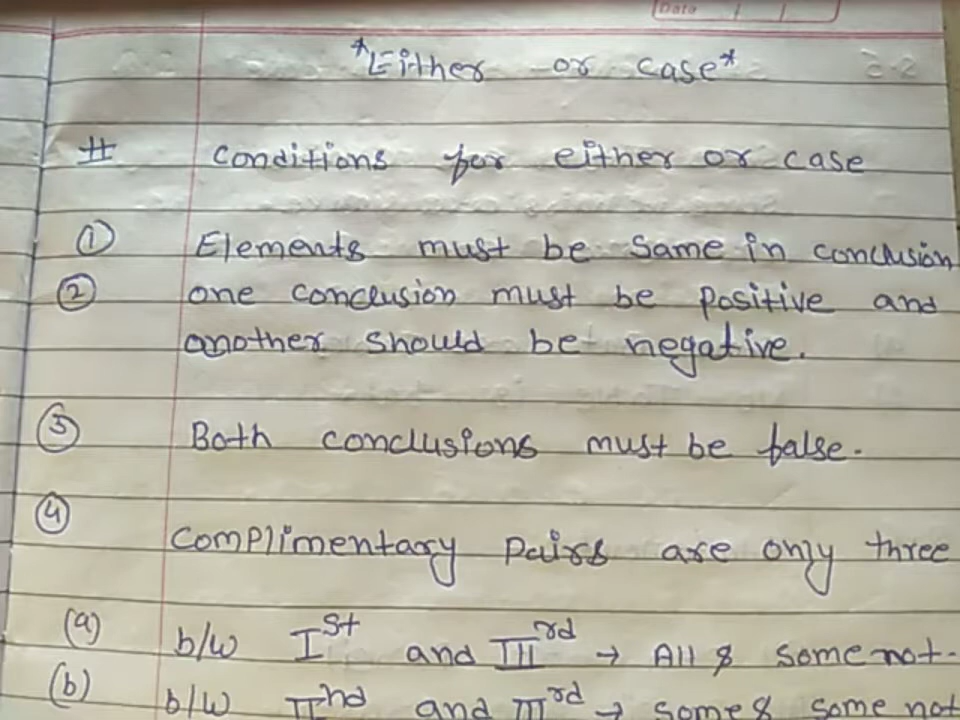 Date
*Either or case*
# Conditions for either or case
① Elements must be same in conclusion
② one conclusion must be positive and
another should be negative.
③ Both conclusions must be false.
④
Complimentary pairs are only three
(a) b/w Ist and IIIrd → All & some not.
(b) b/w IInd and IIIrd → some & some not